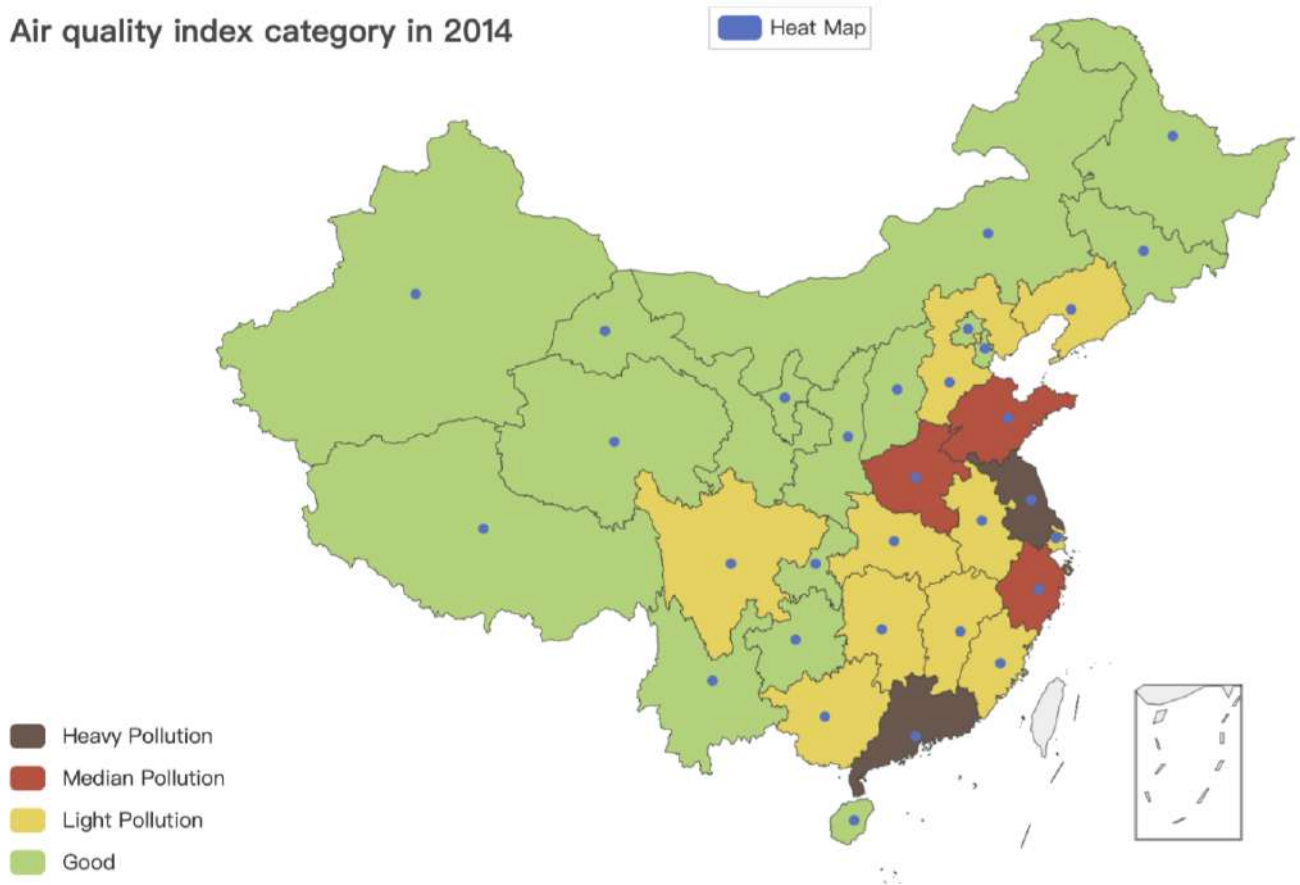 Air quality index category in 2014
Heat Map
Heavy Pollution
Median Pollution
Light Pollution
Good